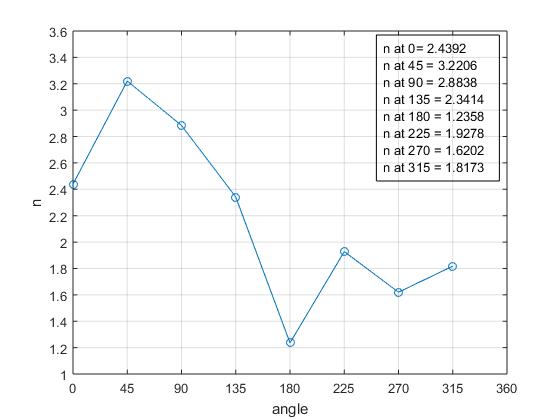 3.6
3.4
3.2
3
2.8
2.6
2.4
2.2
2
1.8
1.6
1.4
1.2
1
n
n at 0= 2.4392
n at 45 = 3.2206
n at 90 = 2.8838
n at 135 = 2.3414
n at 180 = 1.2358
n at 225 = 1.9278
n at 270 = 1.6202
n at 315 = 1.8173
0 45 90 135 180 225 270 315 360
angle